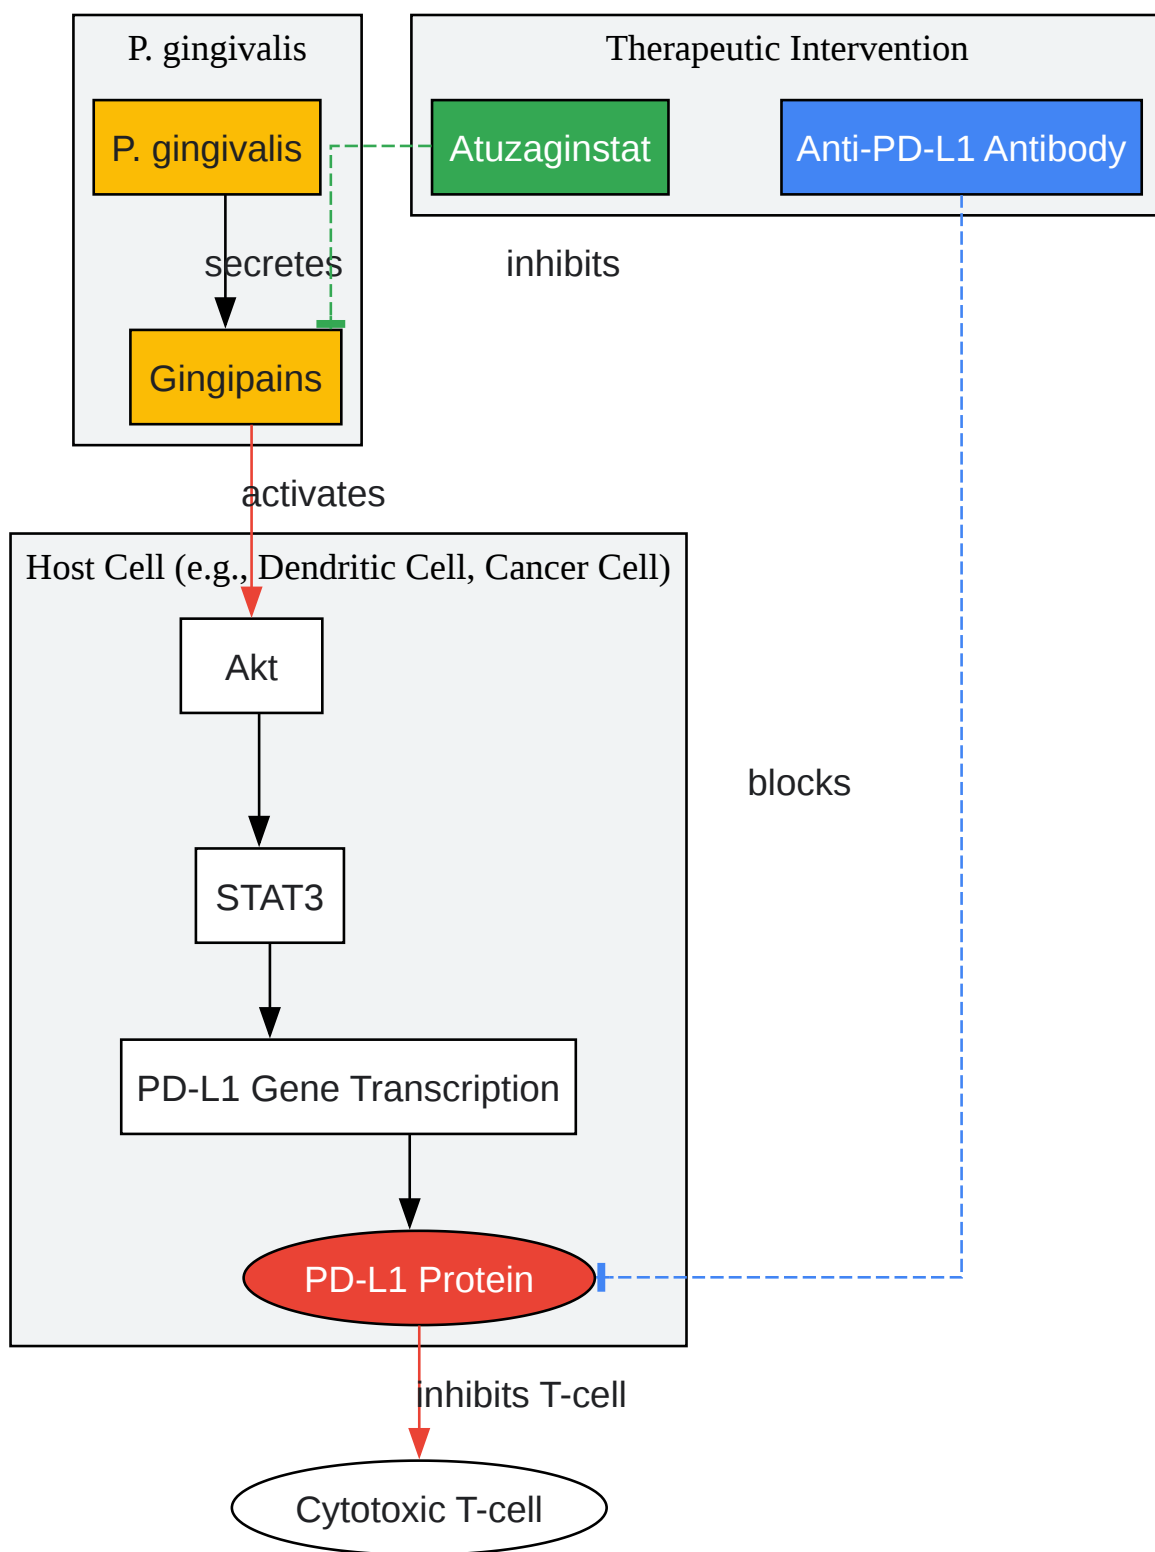 P. gingivalis
Therapeutic Intervention
P. gingivalis
Atuzaginstat
Anti-PD-L1 Antibody
secretes
inhibits
Gingipains
activates
Host Cell (e.g., Dendritic Cell, Cancer Cell)
Akt
blocks
STAT3
PD-L1 Gene Transcription
PD-L1 Protein
inhibits T-cell
Cytotoxic T-cell